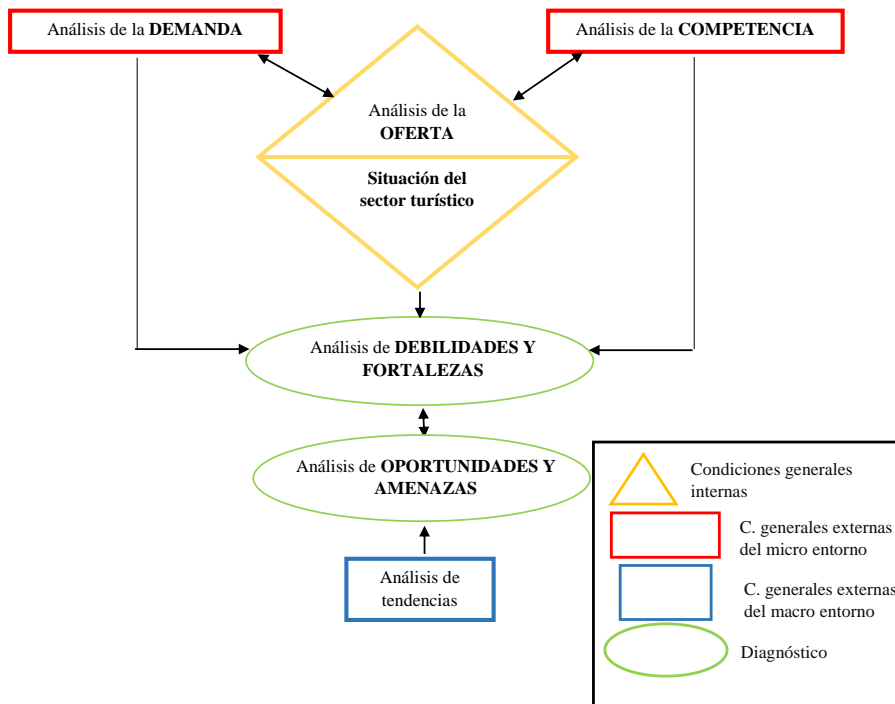 Análisis de la DEMANDA
Análisis de la COMPETENCIA
Análisis de la
OFERTA
Situación del
sector turístico
Análisis de DEBILIDADES Y
FORTALEZAS
Análisis de OPORTUNIDADES Y
AMENAZAS
Análisis de
tendencias
Condiciones generales
internas
C. generales externas
del micro entorno
C. generales externas
del macro entorno
Diagnóstico